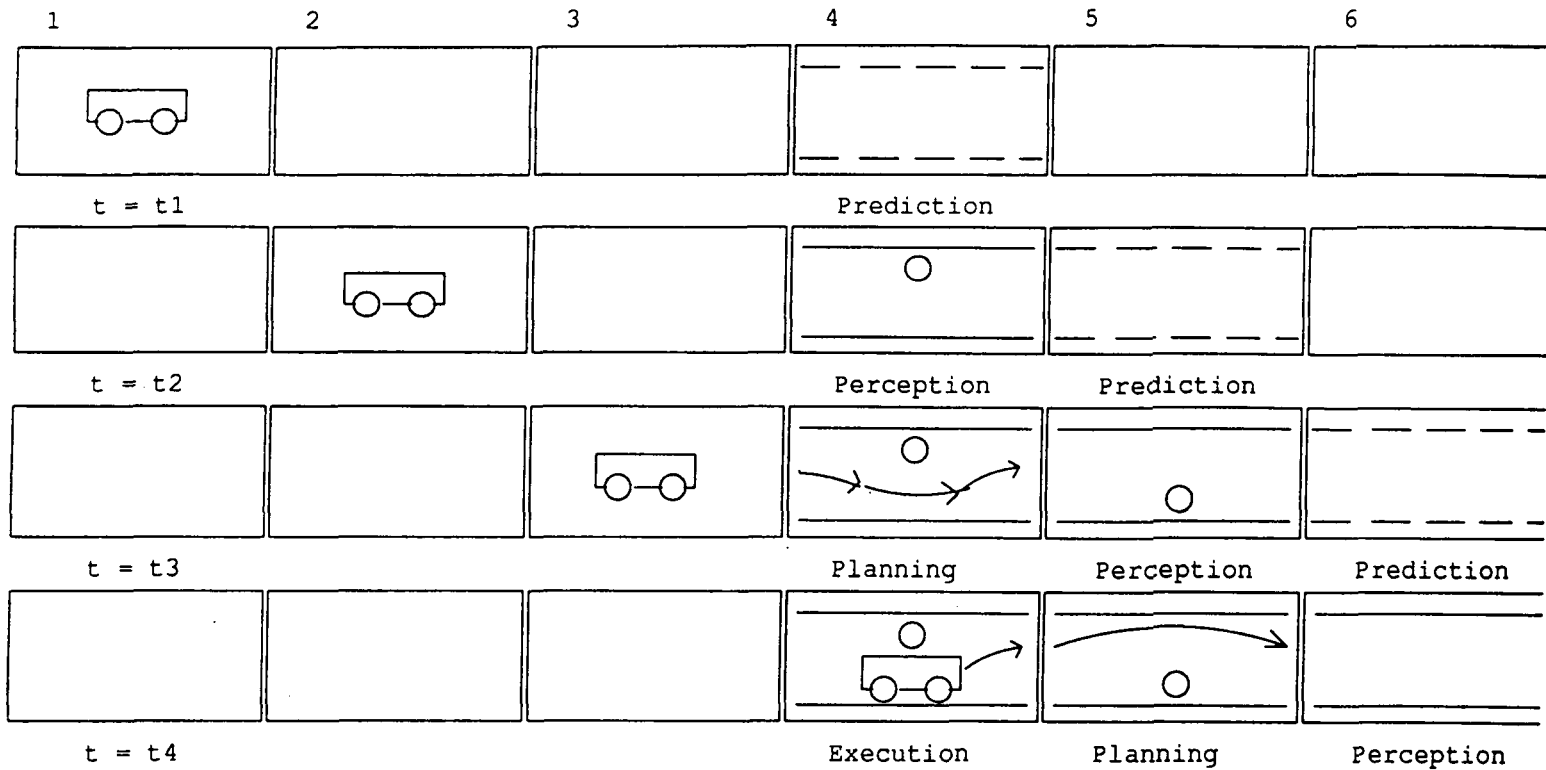 1 2 3 4 5 6
t = t1 Prediction
t = t2 Perception Prediction
t = t3 Planning Perception Prediction
t = t4 Execution Planning Perception